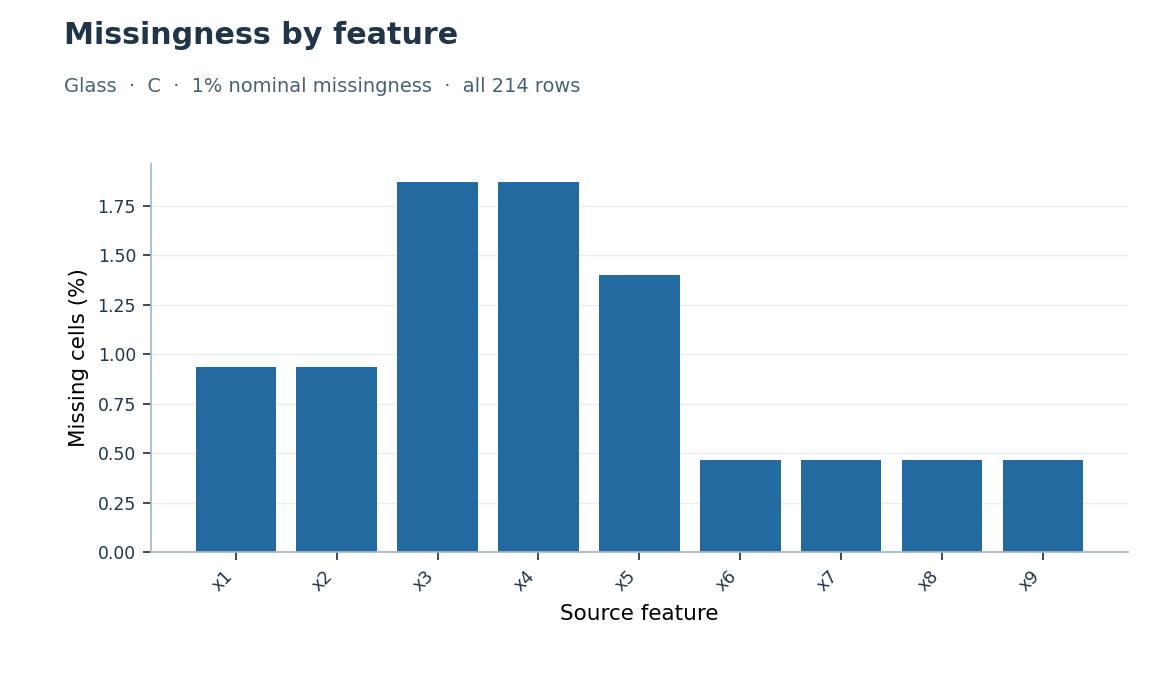 Missingness by feature
Glass · C · 1% nominal missingness · all 214 rows
Missing cells (%)
1.75
1.50
1.25
1.00
0.75
0.50
0.25
0.00
x1 x2 x3 x4 x5 x6 x7 x8 x9
Source feature